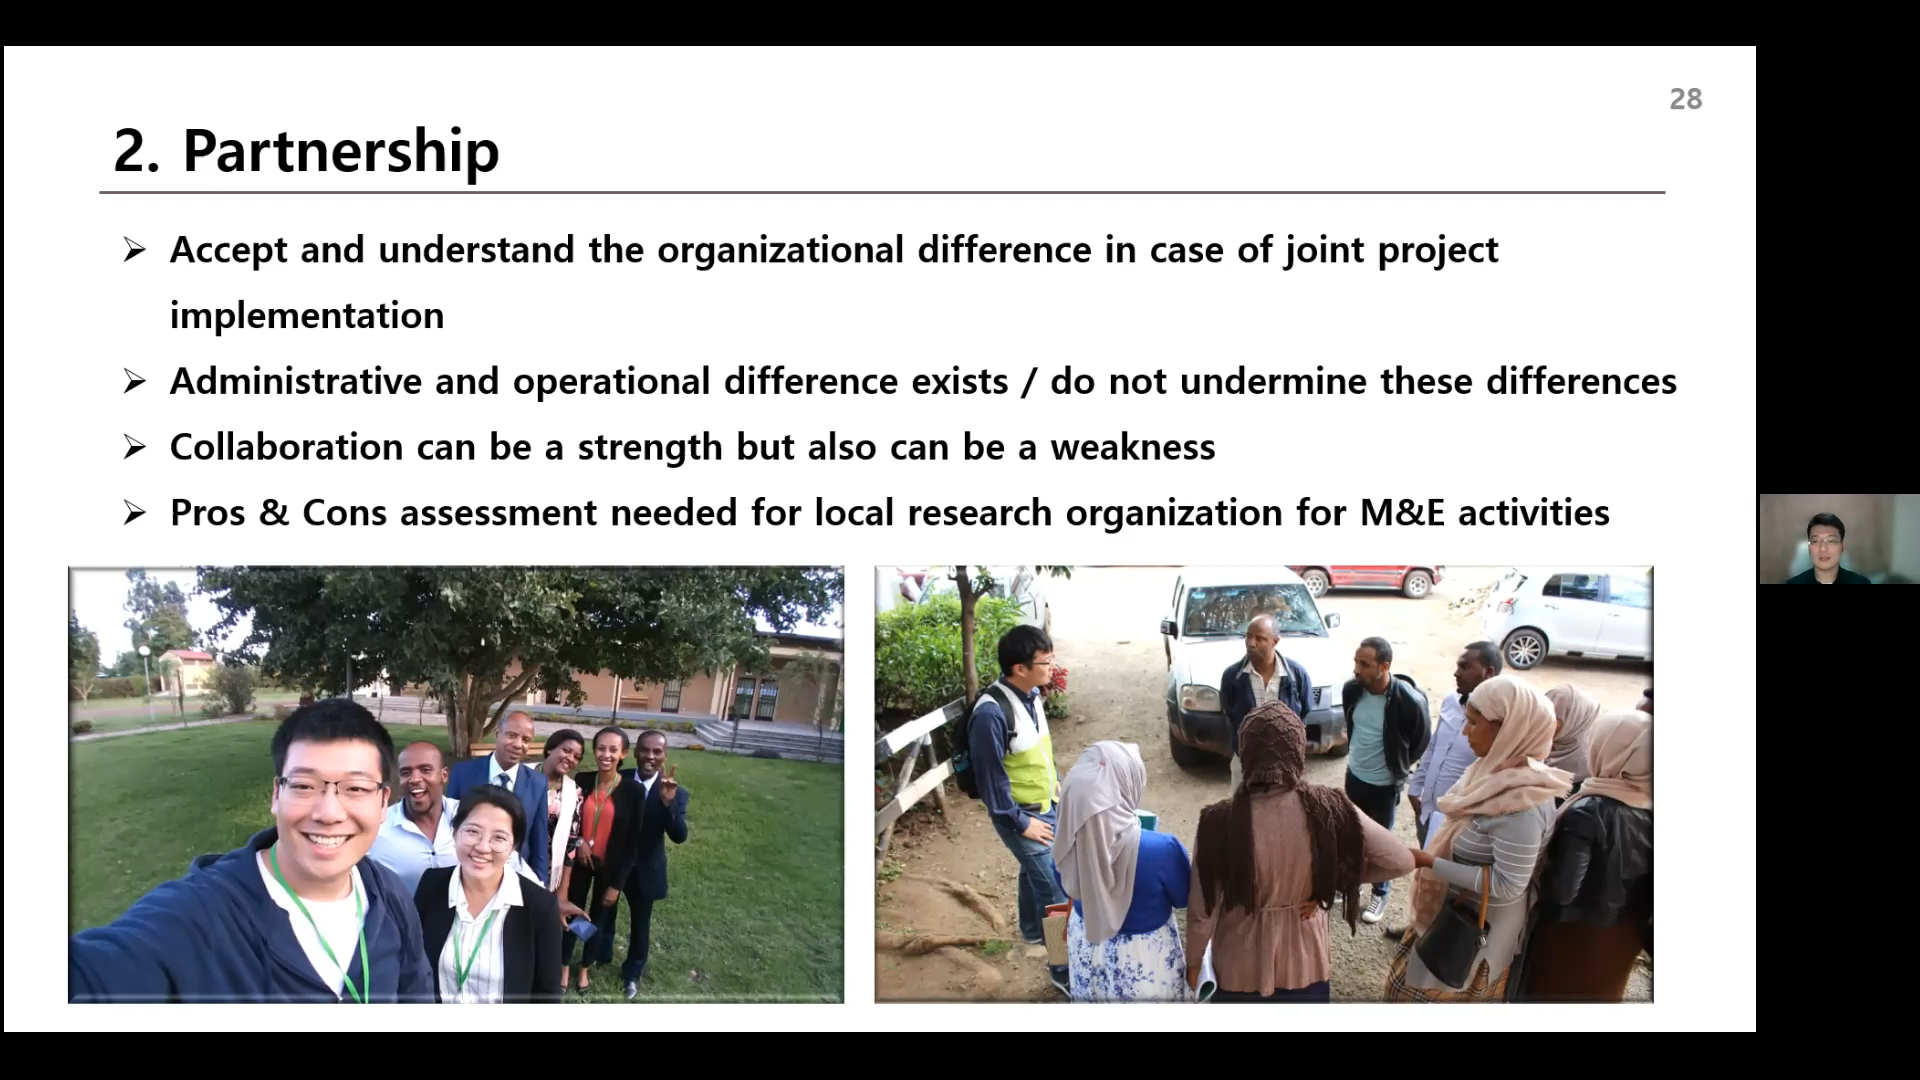 28
2. Partnership
➢ Accept and understand the organizational difference in case of joint project
implementation
➢ Administrative and operational difference exists / do not undermine these differences
➢ Collaboration can be a strength but also can be a weakness
➢ Pros & Cons assessment needed for local research organization for M&E activities